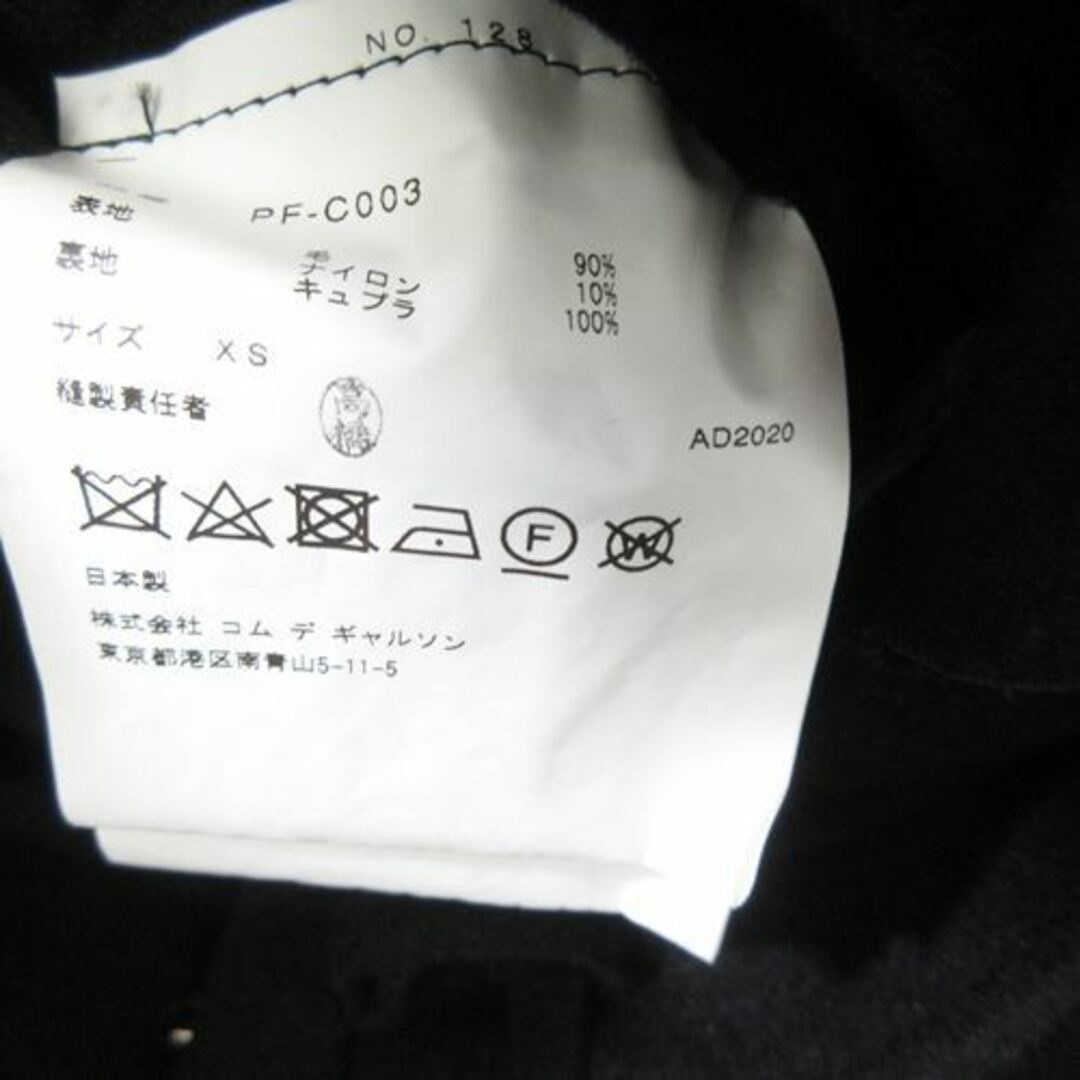 NO. 128
PF-C003
表地 毛 90%
ナイロン 10%
裏地 キュプラ 100%
サイズ XS
縫製責任者
AD2020
F
W
日本製
株式会社 コム デ ギャルソン
東京都港区南青山5-11-5